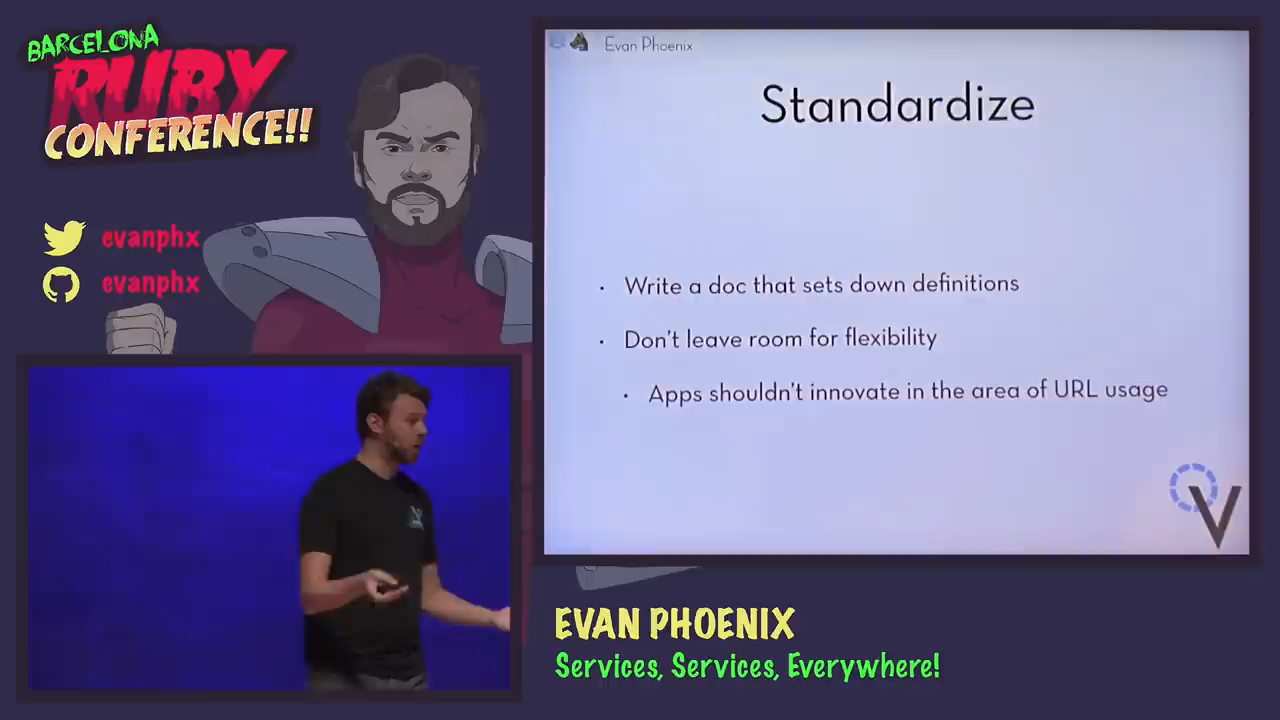 BARCELONA
RUBY
CONFERENCE!!
evanphx
evanphx
Evan Phoenix
Standardize
· Write a doc that sets down definitions
· Don't leave room for flexibility
· Apps shouldn't innovate in the area of URL usage
V
EVAN PHOENIX
Services, Services, Everywhere!